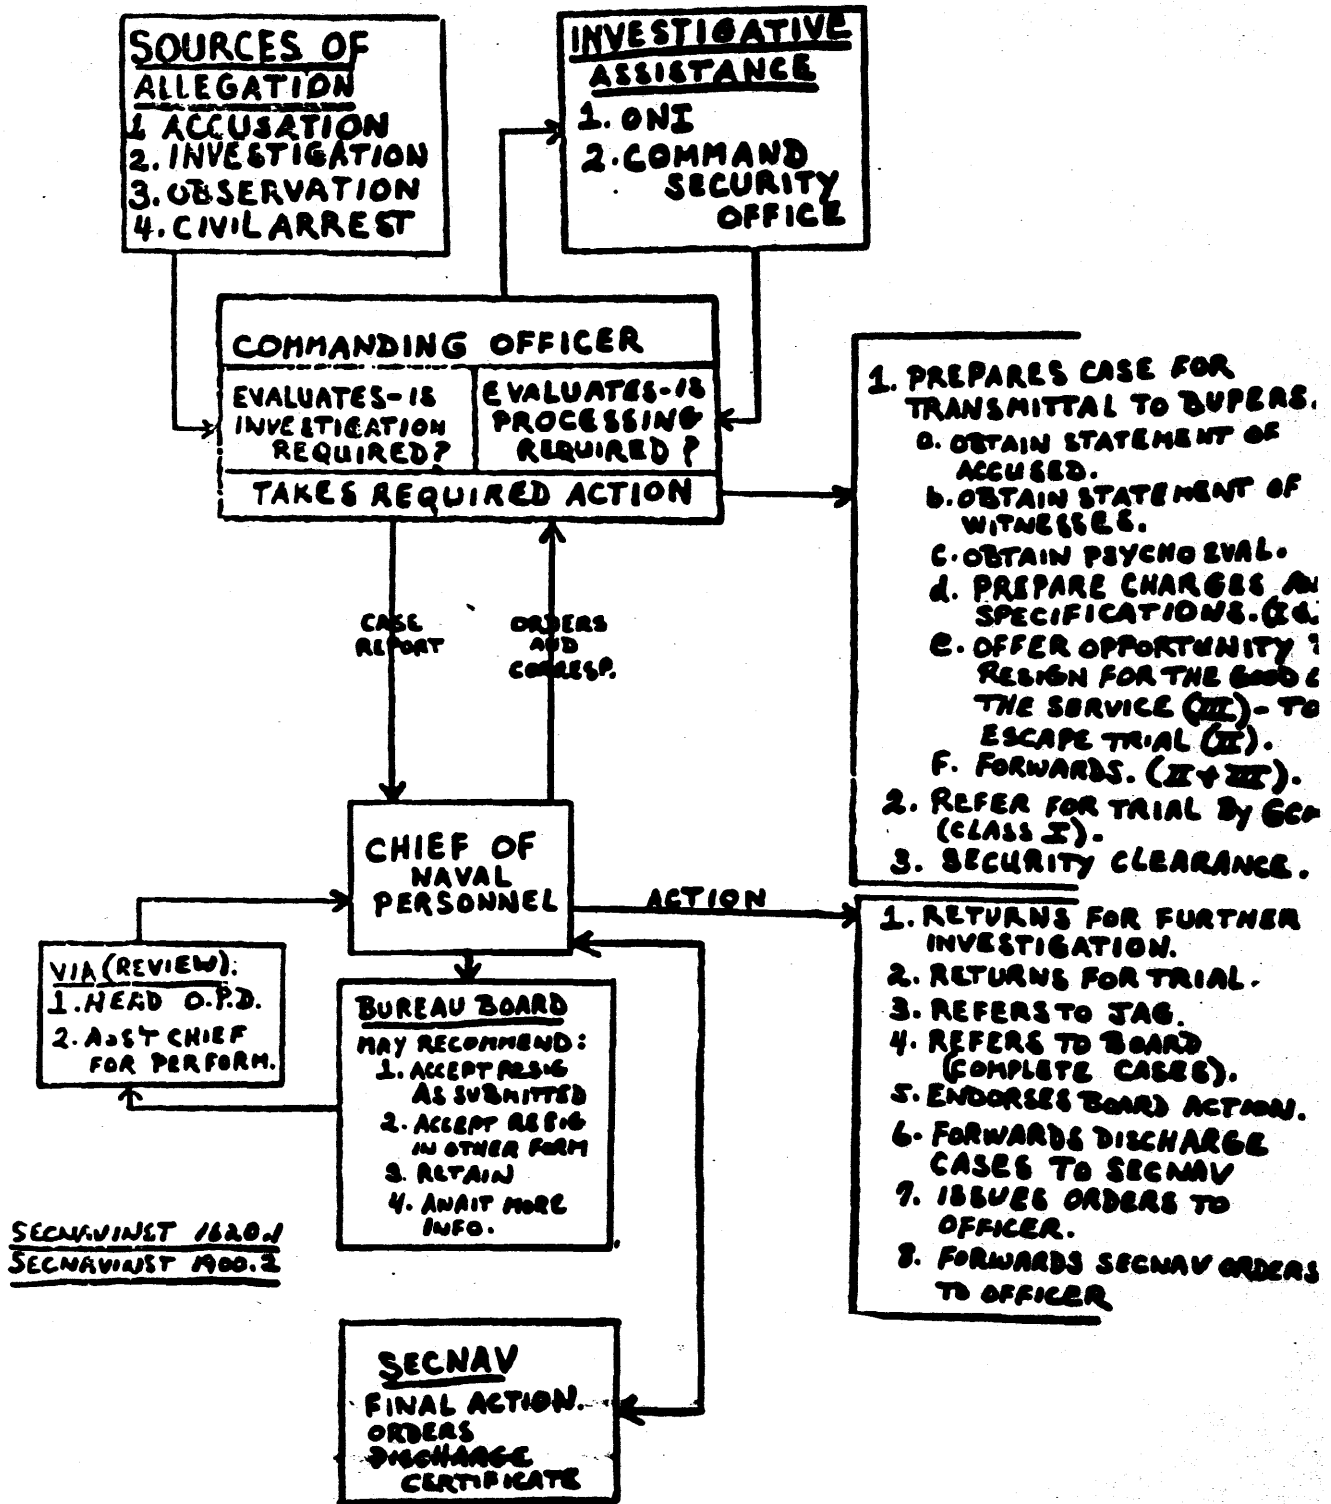 SOURCES OF
ALLEGATION
1 ACCUSATION
2. INVESTIGATION
3. OBSERVATION
4. CIVIL ARREST
INVESTIGATIVE
ASSISTANCE
1. ONI
2. COMMAND
SECURITY
OFFICE
COMMANDING OFFICER
EVALUATES - IS
INVESTIGATION
REQUIRED?
EVALUATES - IS
PROCESSING
REQUIRED?
TAKES REQUIRED ACTION
1. PREPARES CASE FOR
TRANSMITTAL TO BUPERS.
a. OBTAIN STATEMENT OF
ACCUSED.
b. OBTAIN STATEMENT OF
WITNESSES.
c. OBTAIN PSYCHO EVAL.
d. PREPARE CHARGES
SPECIFICATIONS.
e. OFFER OPPORTUNITY
RESIGN FOR THE GOOD
THE SERVICE (III) - TO
ESCAPE TRIAL (II).
F. FORWARDS. (II + III).
2. REFER FOR TRIAL BY
(CLASS I).
3. SECURITY CLEARANCE.
CASE
REPORT
ORDERS
AND
CORRESP.
CHIEF OF
NAVAL
PERSONNEL
ACTION
1. RETURNS FOR FURTHER
INVESTIGATION.
2. RETURNS FOR TRIAL.
3. REFERS TO JAG.
4. REFERS TO BOARD
(COMPLETE CASES).
5. ENDORSES BOARD ACTION.
6. FORWARDS DISCHARGE
CASES TO SECNAV
7. ISSUES ORDERS TO
OFFICER.
8. FORWARDS SECNAV ORDERS
TO OFFICER
VIA (REVIEW):
1. HEAD O.P.D.
2. ASST CHIEF
FOR PERFORM.
BUREAU BOARD
MAY RECOMMEND:
1. ACCEPT RESIG
AS SUBMITTED
2. ACCEPT RESIG
IN OTHER FORM
3. RETAIN
4. AWAIT MORE
INFO.
SECNAVINST 1620.1
SECNAVINST 1900.2
SECNAV
FINAL ACTION.
ORDERS
DISCHARGE
CERTIFICATE